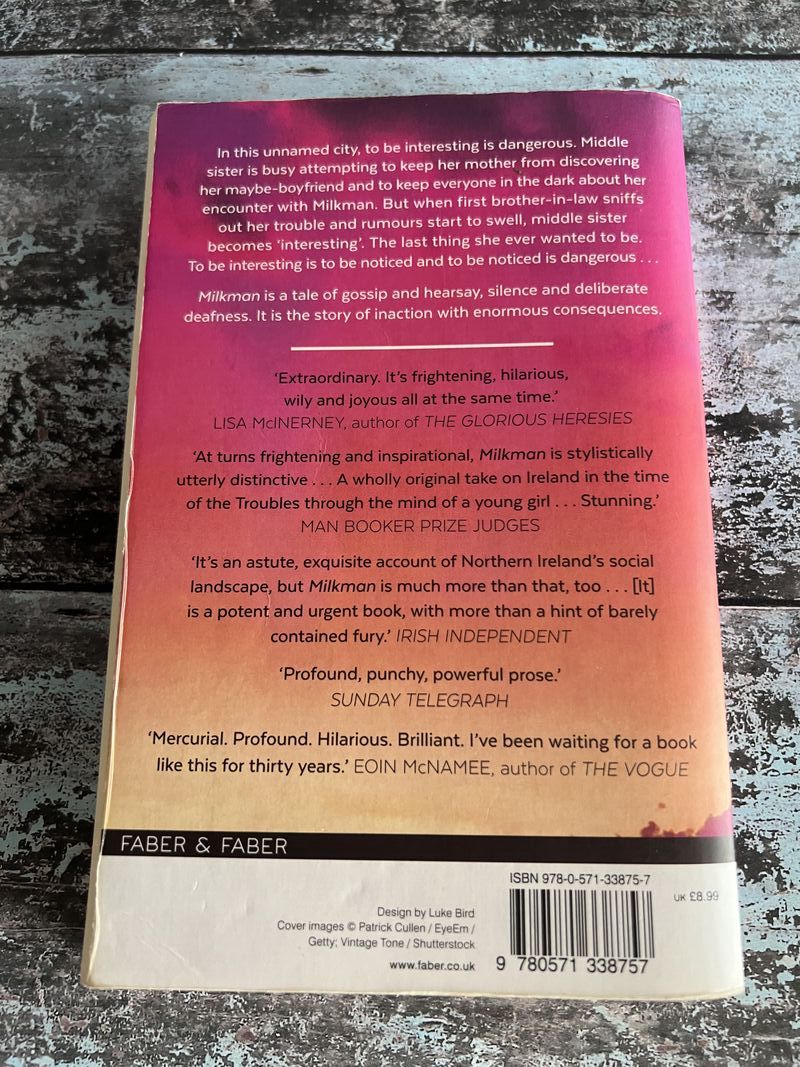 In this unnamed city, to be interesting is dangerous. Middle
sister is busy attempting to keep her mother from discovering
her maybe-boyfriend and to keep everyone in the dark about her
encounter with Milkman. But when first brother-in-law sniffs
out her trouble and rumours start to swell, middle sister
becomes ‘interesting’. The last thing she ever wanted to be.
To be interesting is to be noticed and to be noticed is dangerous . . .
Milkman is a tale of gossip and hearsay, silence and deliberate
deafness. It is the story of inaction with enormous consequences.
‘Extraordinary. It’s frightening, hilarious,
wily and joyous all at the same time.’
LISA McINERNEY, author of THE GLORIOUS HERESIES
‘At turns frightening and inspirational, Milkman is stylistically
utterly distinctive . . . A wholly original take on Ireland in the time
of the Troubles through the mind of a young girl . . . Stunning.’
MAN BOOKER PRIZE JUDGES
‘It’s an astute, exquisite account of Northern Ireland’s social
landscape, but Milkman is much more than that, too . . . [It]
is a potent and urgent book, with more than a hint of barely
contained fury.’ IRISH INDEPENDENT
‘Profound, punchy, powerful prose.’
SUNDAY TELEGRAPH
‘Mercurial. Profound. Hilarious. Brilliant. I’ve been waiting for a book
like this for thirty years.’ EOIN McNAMEE, author of THE VOGUE
FABER & FABER
ISBN 978-0-571-33875-7
UK £8.99
Design by Luke Bird
Cover images © Patrick Cullen / EyeEm /
Getty; Vintage Tone / Shutterstock
www.faber.co.uk
9 780571 338757